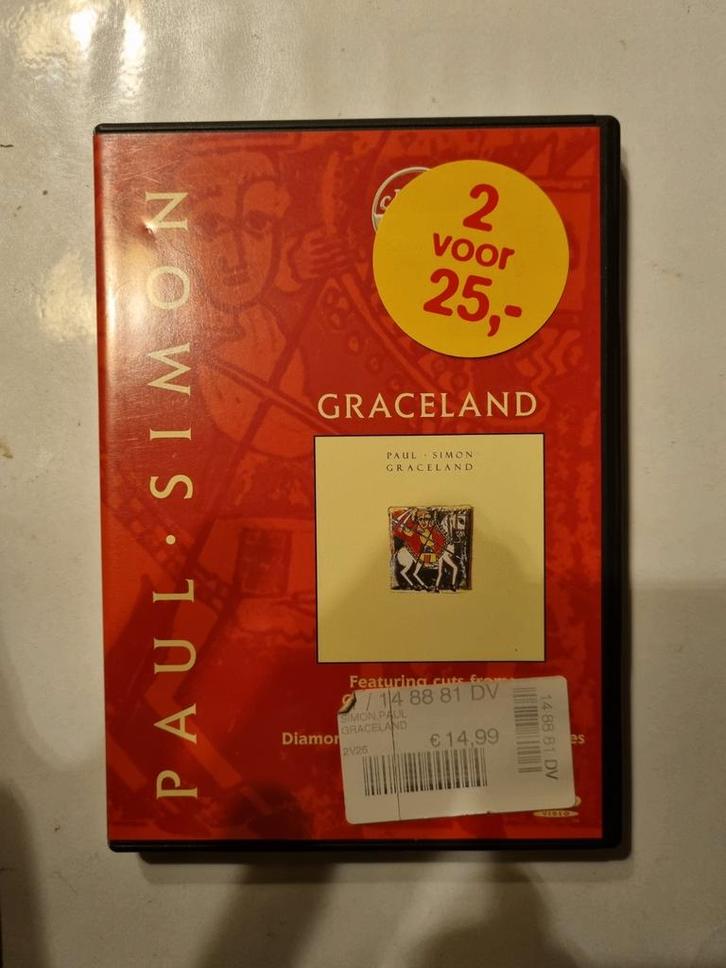 PAUL · SIMON
2
voor
25,-
GRACELAND
PAUL · SIMON
GRACELAND
Featuring cuts from
/ 14 88 81 DV
SIMON,PAUL
GRACELAND
€ 14,99
2V25
14 88 81 DV
Diamon
es
VIDEO